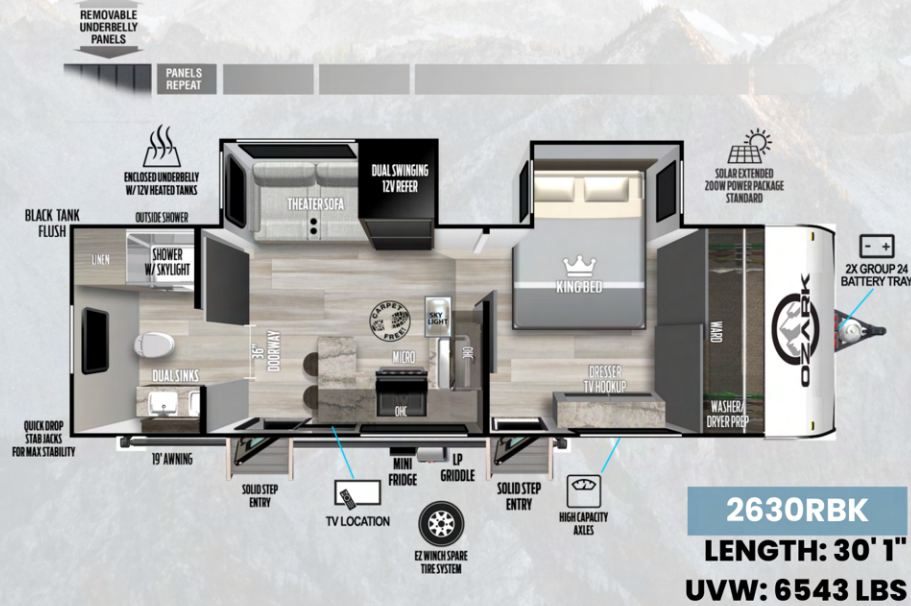 REMOVABLE
UNDERBELLY
PANELS
PANELS
REPEAT
ENCLOSED UNDERBELLY
W/ 12V HEATED TANKS
SOLAR EXTENDED
200W POWER PACKAGE
STANDARD
BLACK TANK
FLUSH
OUTSIDE SHOWER
LINEN
SHOWER
W/ SKYLIGHT
THEATER SOFA
DUAL SWINGING
12V REFER
KING BED
2X GROUP 24
BATTERY TRAY
OZARK
WARD
CARPET
FREE!
SKY
LIGHT
36"
DOORWAY
MICRO
OHC
OHC
DUAL SINKS
DRESSER
TV HOOKUP
WASHER/
DRYER PREP
QUICK DROP
STAB JACKS
FOR MAX STABILITY
19' AWNING
SOLID STEP
ENTRY
TV LOCATION
MINI
FRIDGE
LP
GRIDDLE
SOLID STEP
ENTRY
HIGH CAPACITY
AXLES
EZ WINCH SPARE
TIRE SYSTEM
2630RBK
LENGTH: 30' 1"
UVW: 6543 LBS